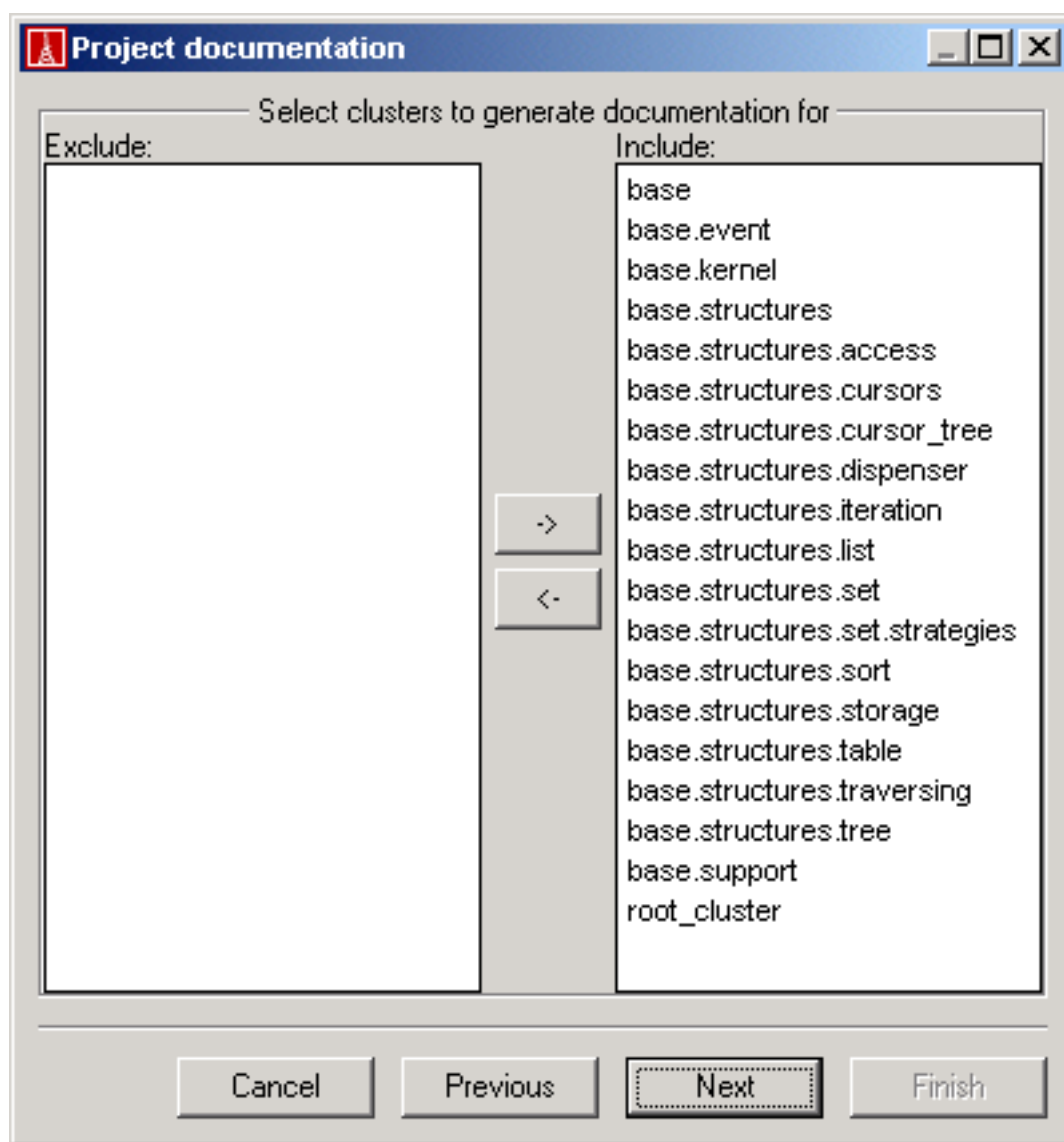 Project documentation
Select clusters to generate documentation for
Exclude:
Include:
base
base.event
base.kernel
base.structures
base.structures.access
base.structures.cursors
base.structures.cursor_tree
base.structures.dispenser
base.structures.iteration
base.structures.list
base.structures.set
base.structures.set.strategies
base.structures.sort
base.structures.storage
base.structures.table
base.structures.traversing
base.structures.tree
base.support
root_cluster
->
<-
Cancel Previous Next Finish